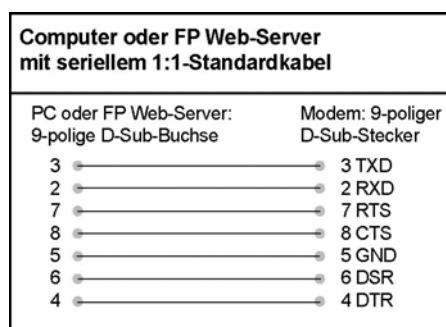 Computer oder FP Web-Server
mit seriellem 1:1-Standardkabel
PC oder FP Web-Server:
9-polige D-Sub-Buchse
Modem: 9-poliger
D-Sub-Stecker
3 3 TXD
2 2 RXD
7 7 RTS
8 8 CTS
5 5 GND
6 6 DSR
4 4 DTR